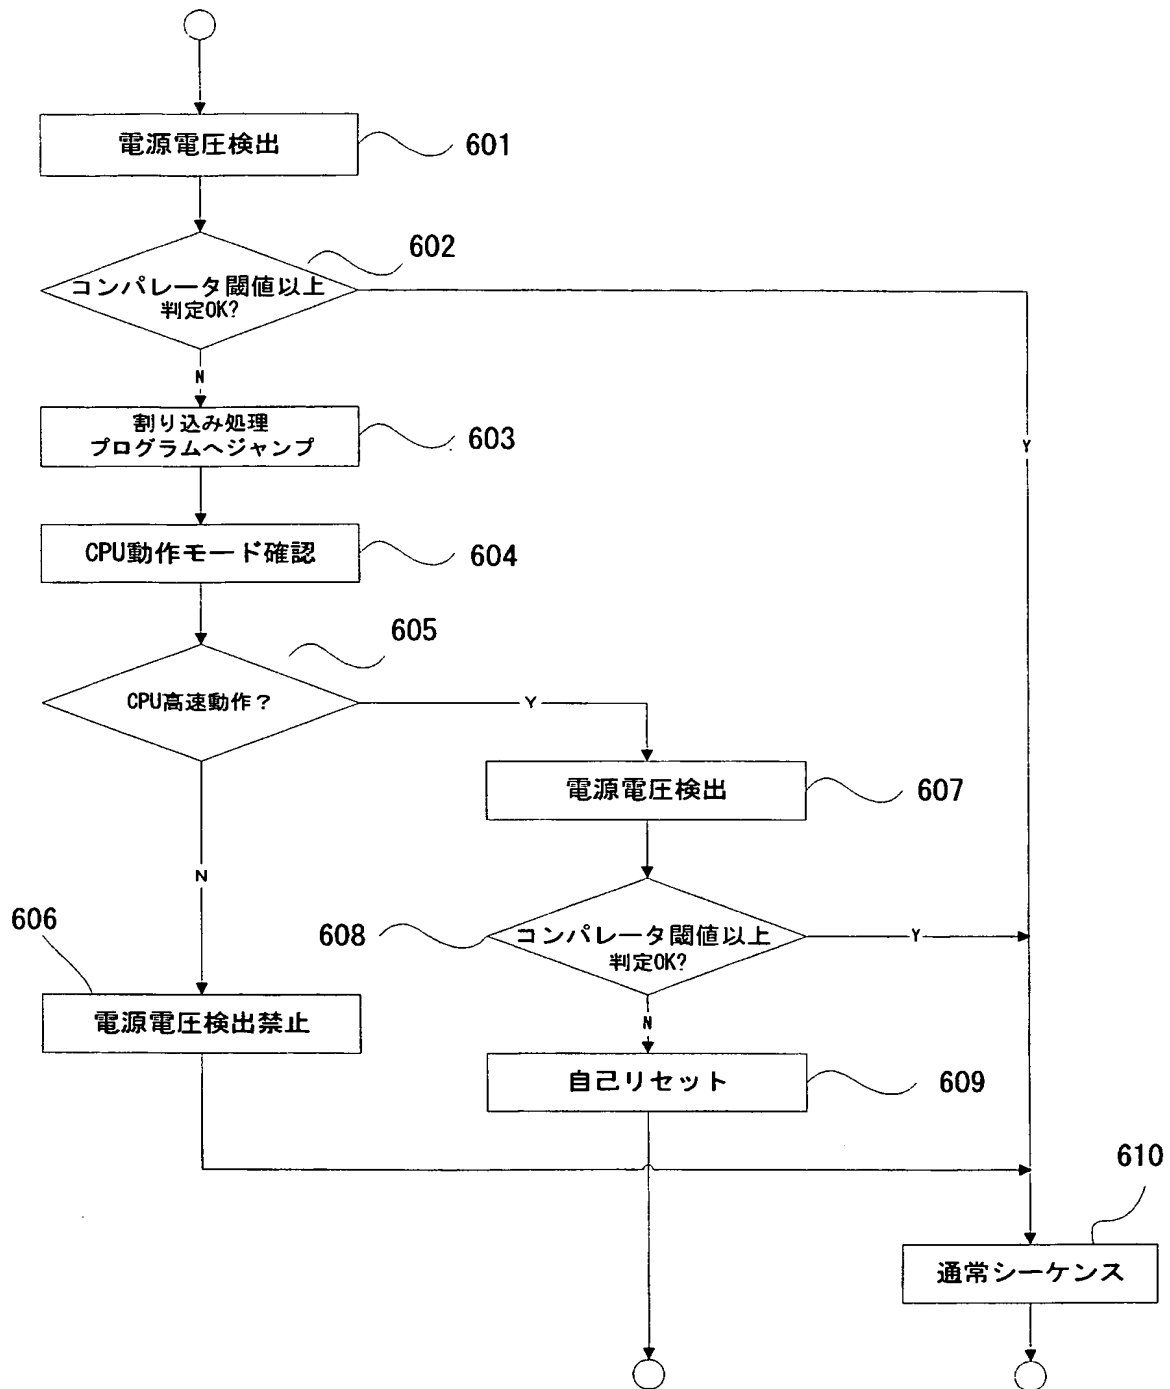 電源電圧検出
601
602
コンパレータ閾値以上
判定OK?
N
Y
割り込み処理
プログラムへジャンプ
603
CPU動作モード確認
604
605
CPU高速動作？
Y
電源電圧検出
607
N
606
608
コンパレータ閾値以上
判定OK?
Y
電源電圧検出禁止
N
自己リセット
609
610
通常シーケンス